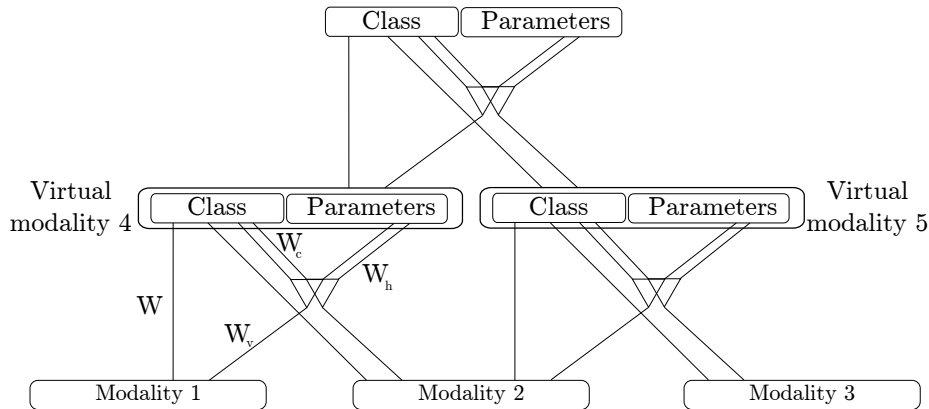 Class Parameters
Virtual
modality 4
Class Parameters
Class Parameters
Virtual
modality 5
W_c
W_h
W
W_v
Modality 1
Modality 2
Modality 3